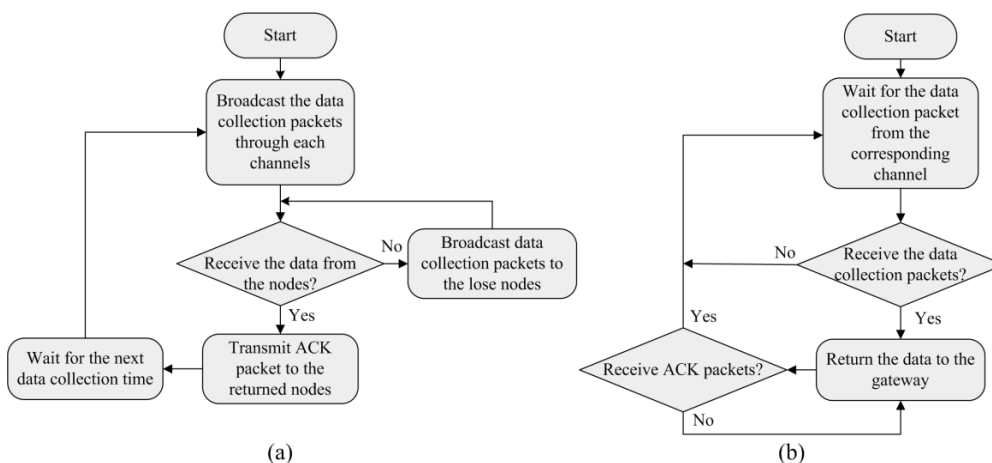 Start
Broadcast the data
collection packets
through each
channels
Receive the data from
the nodes?
No
Broadcast data
collection packets to
the lose nodes
Yes
Transmit ACK
packet to the
returned nodes
Wait for the next
data collection time
(a)
Start
Wait for the data
collection packet
from the
corresponding
channel
Receive the data
collection packets?
No
Yes
Return the data to the
gateway
Receive ACK packets?
Yes
No
(b)